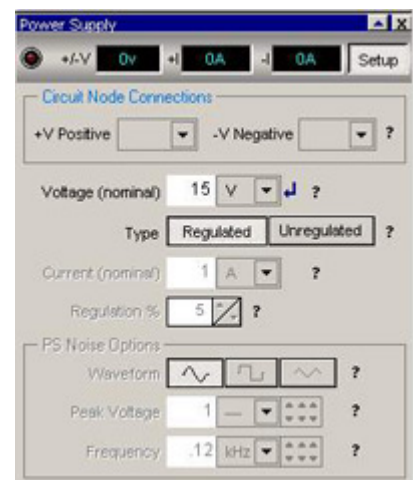 Power Supply X
+/-V 0v +I 0A -I 0A Setup
Circuit Node Connections
+V Positive -V Negative ?
Voltage (nominal) 15 V ?
Type Regulated Unregulated ?
Current (nominal) 1 A ?
Regulation % 5 ?
PS Noise Options
Waveform ?
Peak Voltage 1 — ?
Frequency .12 kHz ?